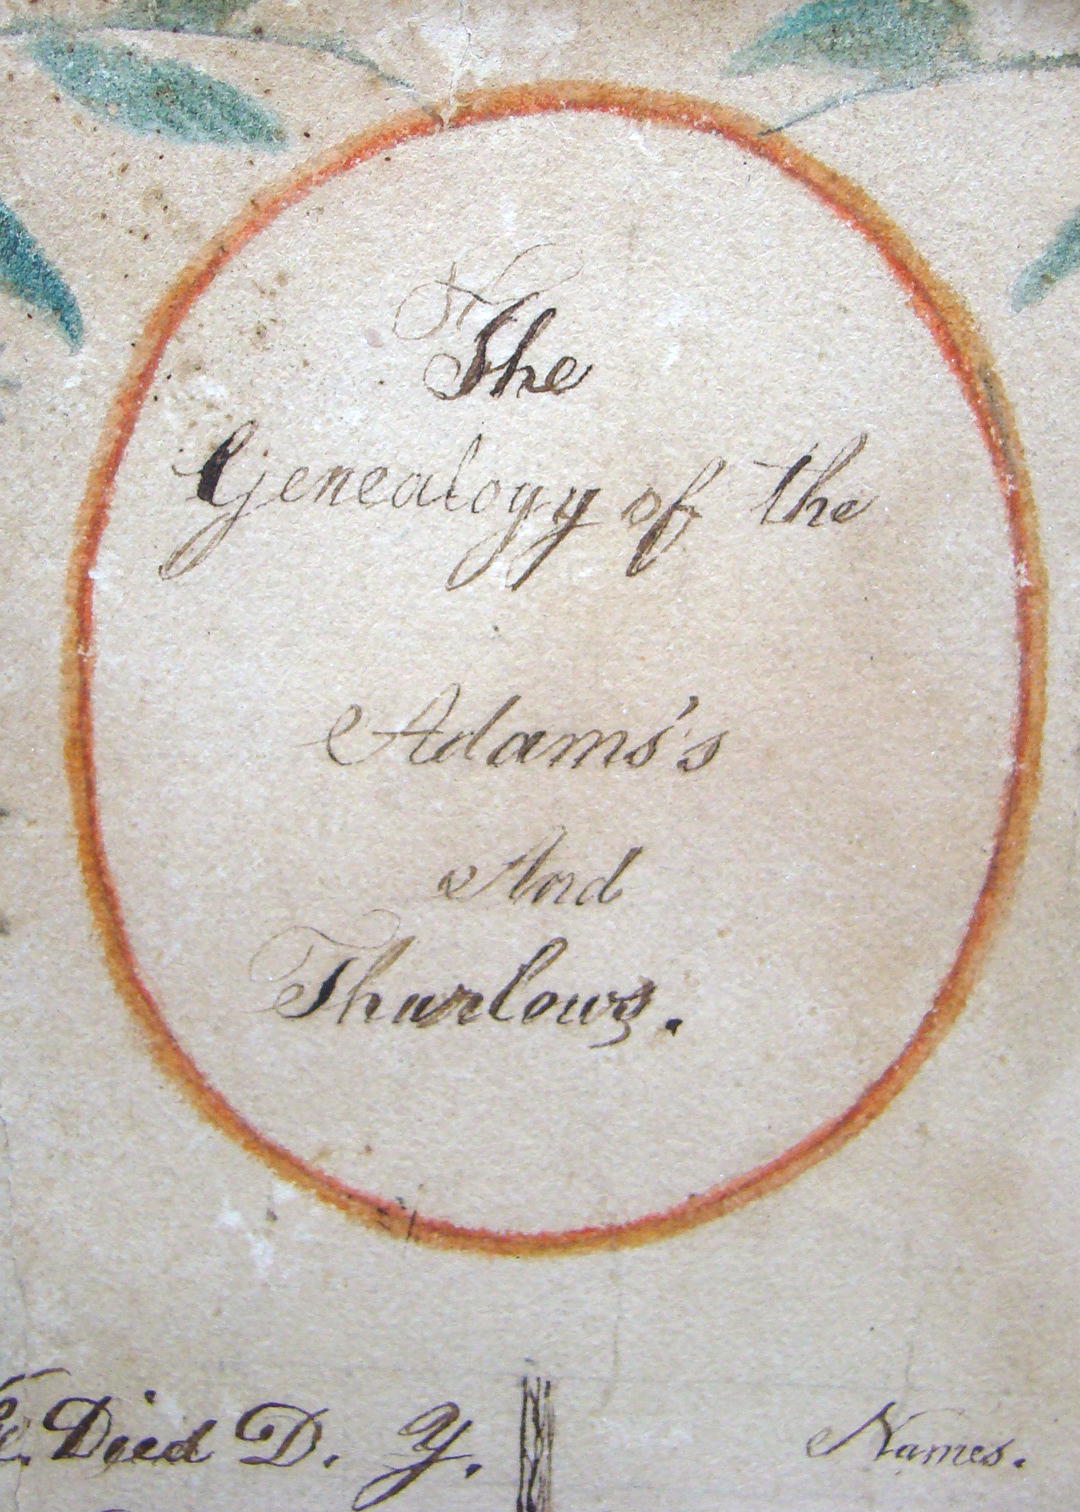 The
Genealogy of the
Adams's
And
Thurlows.
Died D. Y.
Names.